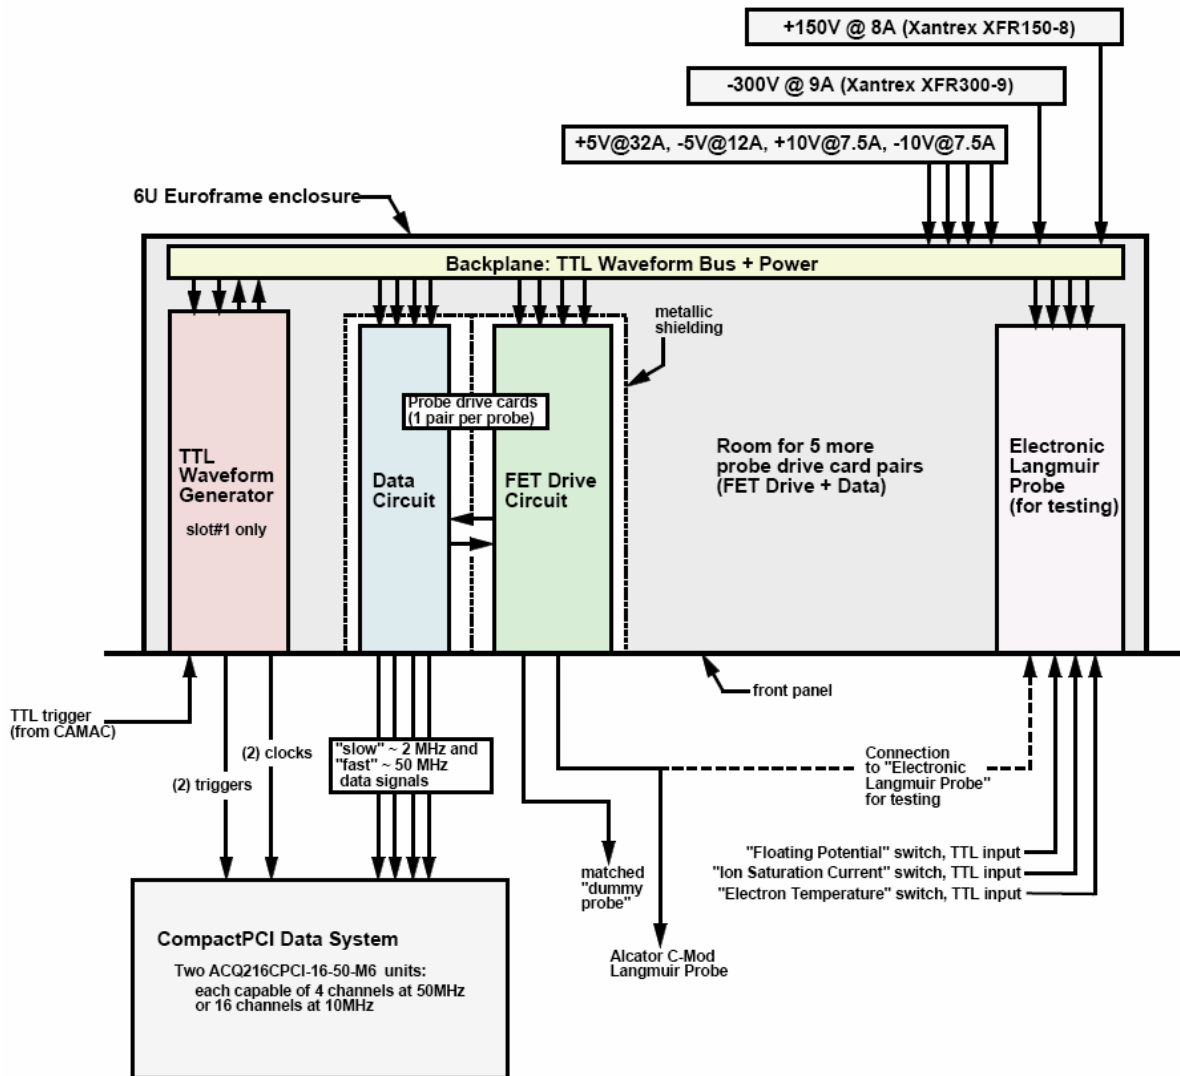 +150V @ 8A (Xantrex XFR150-8)
-300V @ 9A (Xantrex XFR300-9)
+5V@32A, -5V@12A, +10V@7.5A, -10V@7.5A
6U Euroframe enclosure
Backplane: TTL Waveform Bus + Power
metallic
shielding
Probe drive cards
(1 pair per probe)
TTL
Waveform
Generator
slot#1 only
Data
Circuit
FET Drive
Circuit
Room for 5 more
probe drive card pairs
(FET Drive + Data)
Electronic
Langmuir
Probe
(for testing)
front panel
TTL trigger
(from CAMAC)
(2) triggers
(2) clocks
"slow" ~ 2 MHz and
"fast" ~ 50 MHz
data signals
Connection
to "Electronic
Langmuir Probe"
for testing
"Floating Potential" switch, TTL input
"Ion Saturation Current" switch, TTL input
"Electron Temperature" switch, TTL input
matched
"dummy
probe"
Alcator C-Mod
Langmuir Probe
CompactPCI Data System
Two ACQ216CPCI-16-50-M6 units:
each capable of 4 channels at 50MHz
or 16 channels at 10MHz